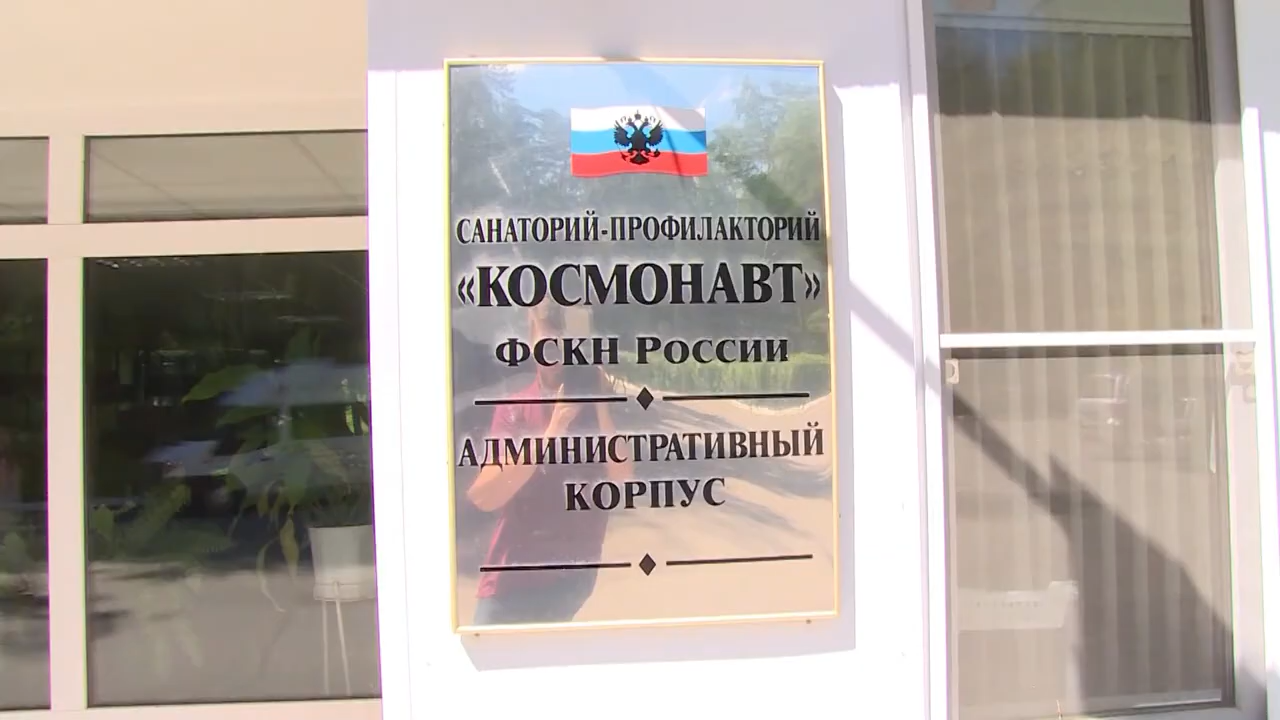 САНАТОРИЙ-ПРОФИЛАКТОРИЙ
«КОСМОНАВТ»
ФСКН России
АДМИНИСТРАТИВНЫЙ
КОРПУС